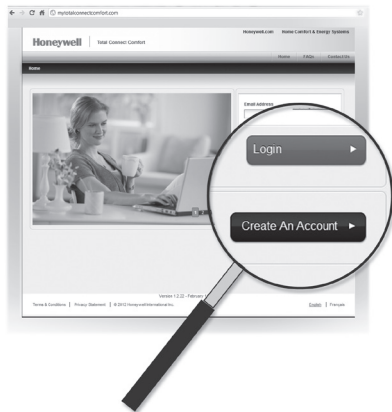 mytotalconnectcomfort.com
Honeywell.com Home Comfort & Energy Systems
Honeywell Total Connect Comfort
Home FAQs Contact Us
Home
Email Address
Login
Create An Account
Version 1.2.22 - February
Terms & Conditions Privacy Statement © 2012 Honeywell International Inc. English Français